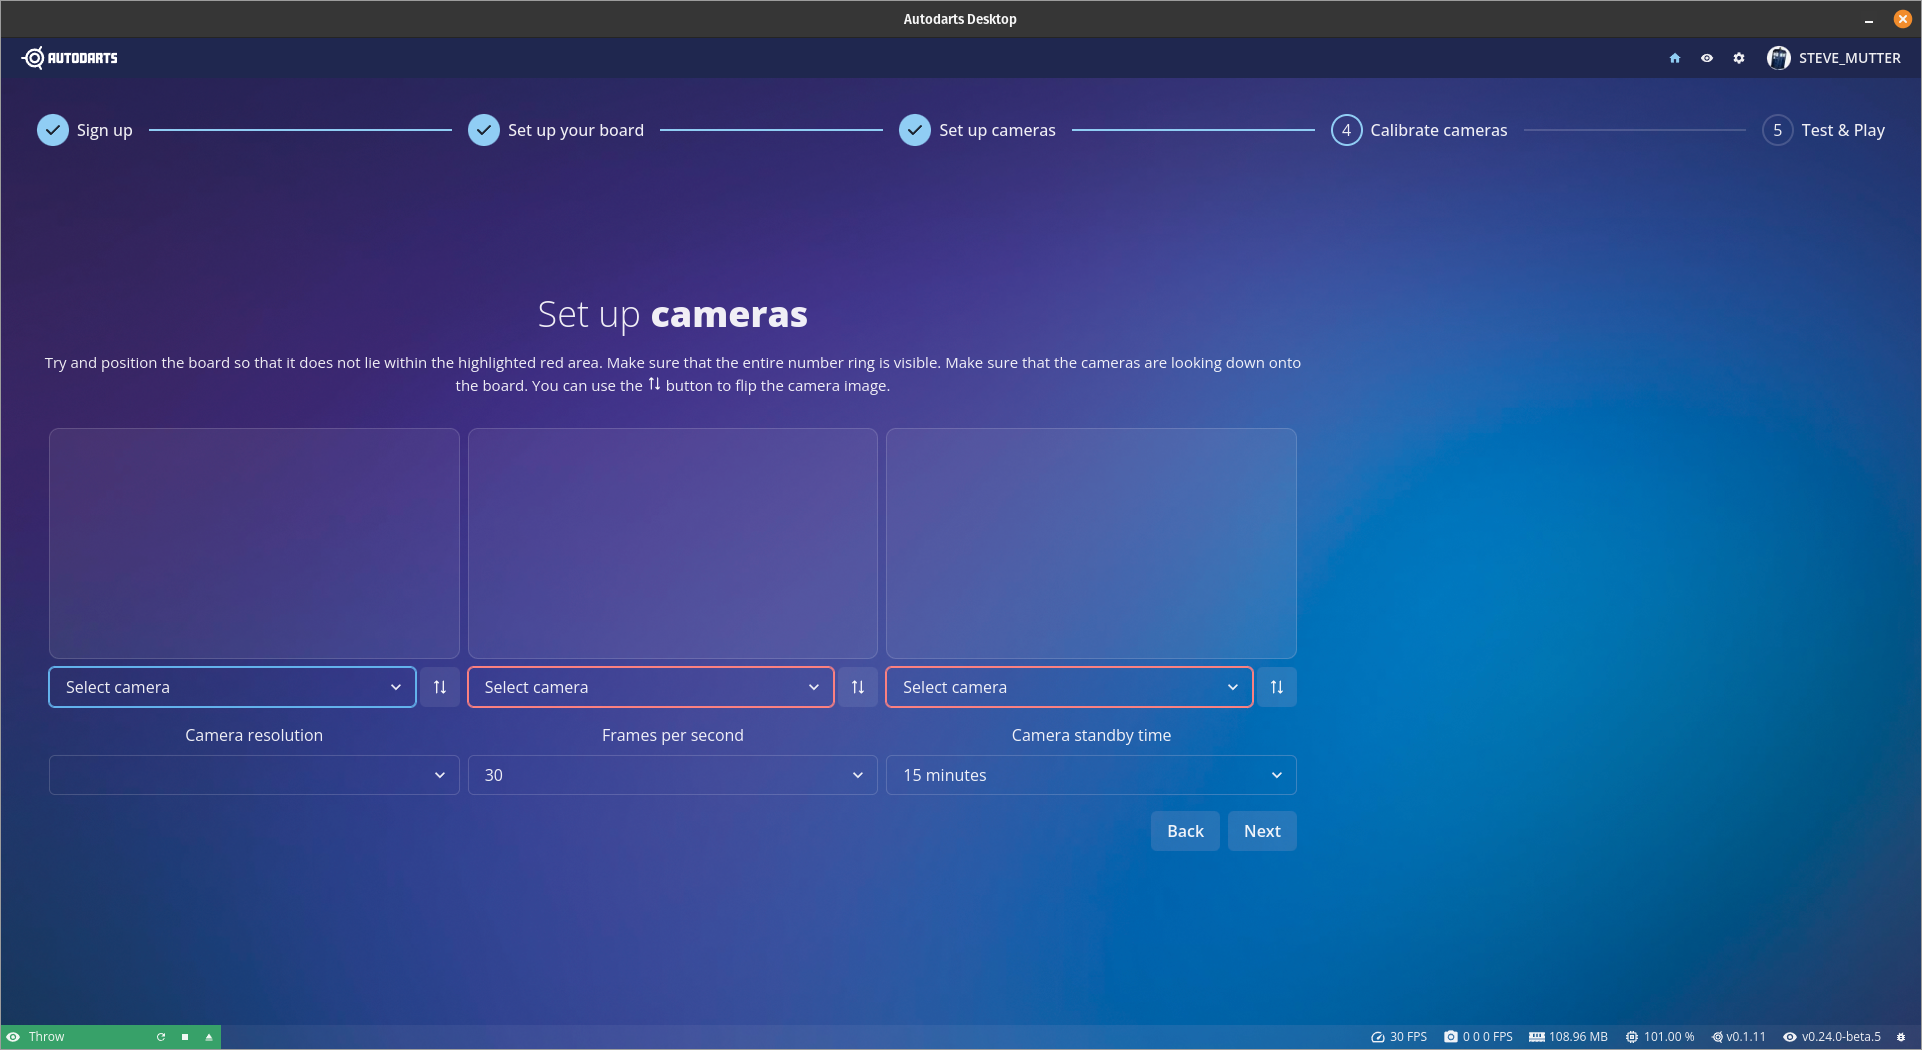 Autodarts Desktop
AUTODARTS
STEVE_MUTTER
Sign up
Set up your board
Set up cameras
4 Calibrate cameras
5 Test & Play
Set up cameras
Try and position the board so that it does not lie within the highlighted red area. Make sure that the entire number ring is visible. Make sure that the cameras are looking down onto
the board. You can use the button to flip the camera image.
Select camera
Select camera
Select camera
Camera resolution
Frames per second
Camera standby time
30
15 minutes
Back
Next
Throw
30 FPS
0 0 0 FPS
108.96 MB
101.00 %
v0.1.11
v0.24.0-beta.5